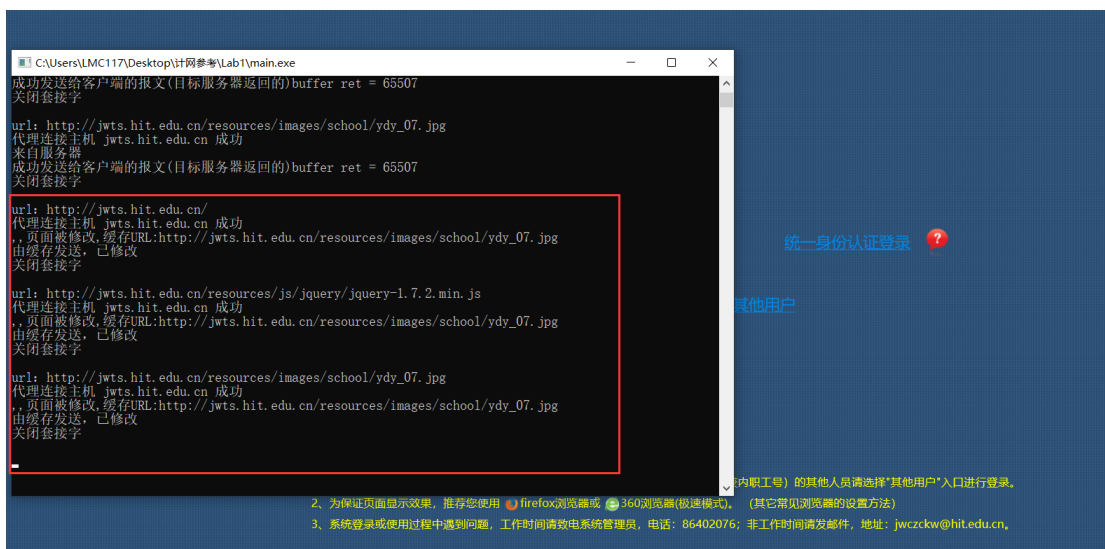 C:\Users\LMC117\Desktop\计网参考\Lab1\main.exe
成功发送给客户端的报文(目标服务器返回的)buffer ret = 65507
关闭套接字
url: http://jwts.hit.edu.cn/resources/images/school/ydy_07.jpg
代理连接主机 jwts.hit.edu.cn 成功
来自服务器
成功发送给客户端的报文(目标服务器返回的)buffer ret = 65507
关闭套接字
url: http://jwts.hit.edu.cn/
代理连接主机 jwts.hit.edu.cn 成功
,,页面被修改,缓存URL:http://jwts.hit.edu.cn/resources/images/school/ydy_07.jpg
由缓存发送，已修改
关闭套接字
url: http://jwts.hit.edu.cn/resources/js/jquery/jquery-1.7.2.min.js
代理连接主机 jwts.hit.edu.cn 成功
,,页面被修改,缓存URL:http://jwts.hit.edu.cn/resources/images/school/ydy_07.jpg
由缓存发送，已修改
关闭套接字
url: http://jwts.hit.edu.cn/resources/images/school/ydy_07.jpg
代理连接主机 jwts.hit.edu.cn 成功
,,页面被修改,缓存URL:http://jwts.hit.edu.cn/resources/images/school/ydy_07.jpg
由缓存发送，已修改
关闭套接字
统一身份认证登录 ?
其他用户
内职工号）的其他人员请选择"其他用户"入口进行登录。
2、为保证页面显示效果，推荐您使用 firefox浏览器或 360浏览器(极速模式)。 （其它常见浏览器的设置方法）
3、系统登录或使用过程中遇到问题，工作时间请致电系统管理员，电话：86402076；非工作时间请发邮件，地址：jwczckw@hit.edu.cn。